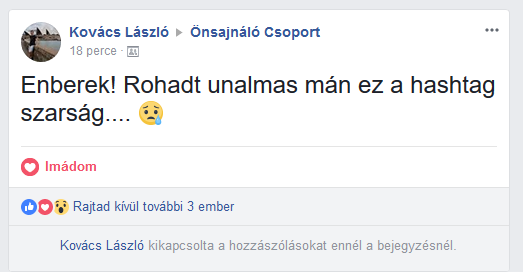 Kovács László ▶ Önsajnáló Csoport
18 perce ·
Enberek! Rohadt unalmas mán ez a hashtag
szarság.... 😢
Imádom
Rajtad kívül további 3 ember
Kovács László kikapcsolta a hozzászólásokat ennél a bejegyzésnél.